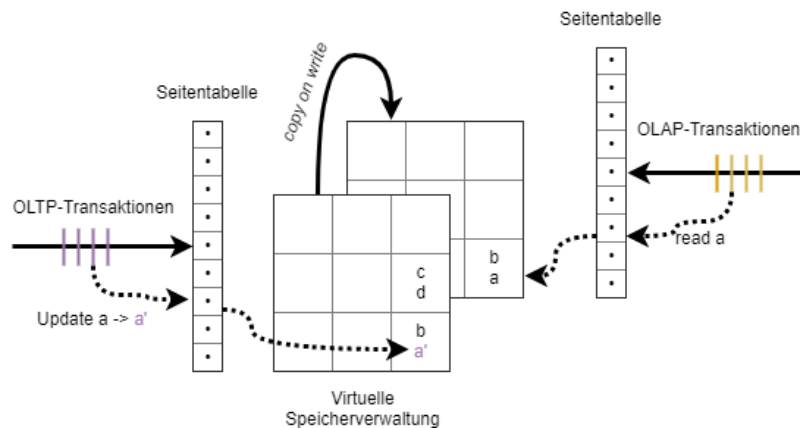 Seitentabelle
Seitentabelle
copy on write
OLAP-Transaktionen
OLTP-Transaktionen
read a
b
a
c
d
Update a -> a'
b
a'
Virtuelle
Speicherverwaltung